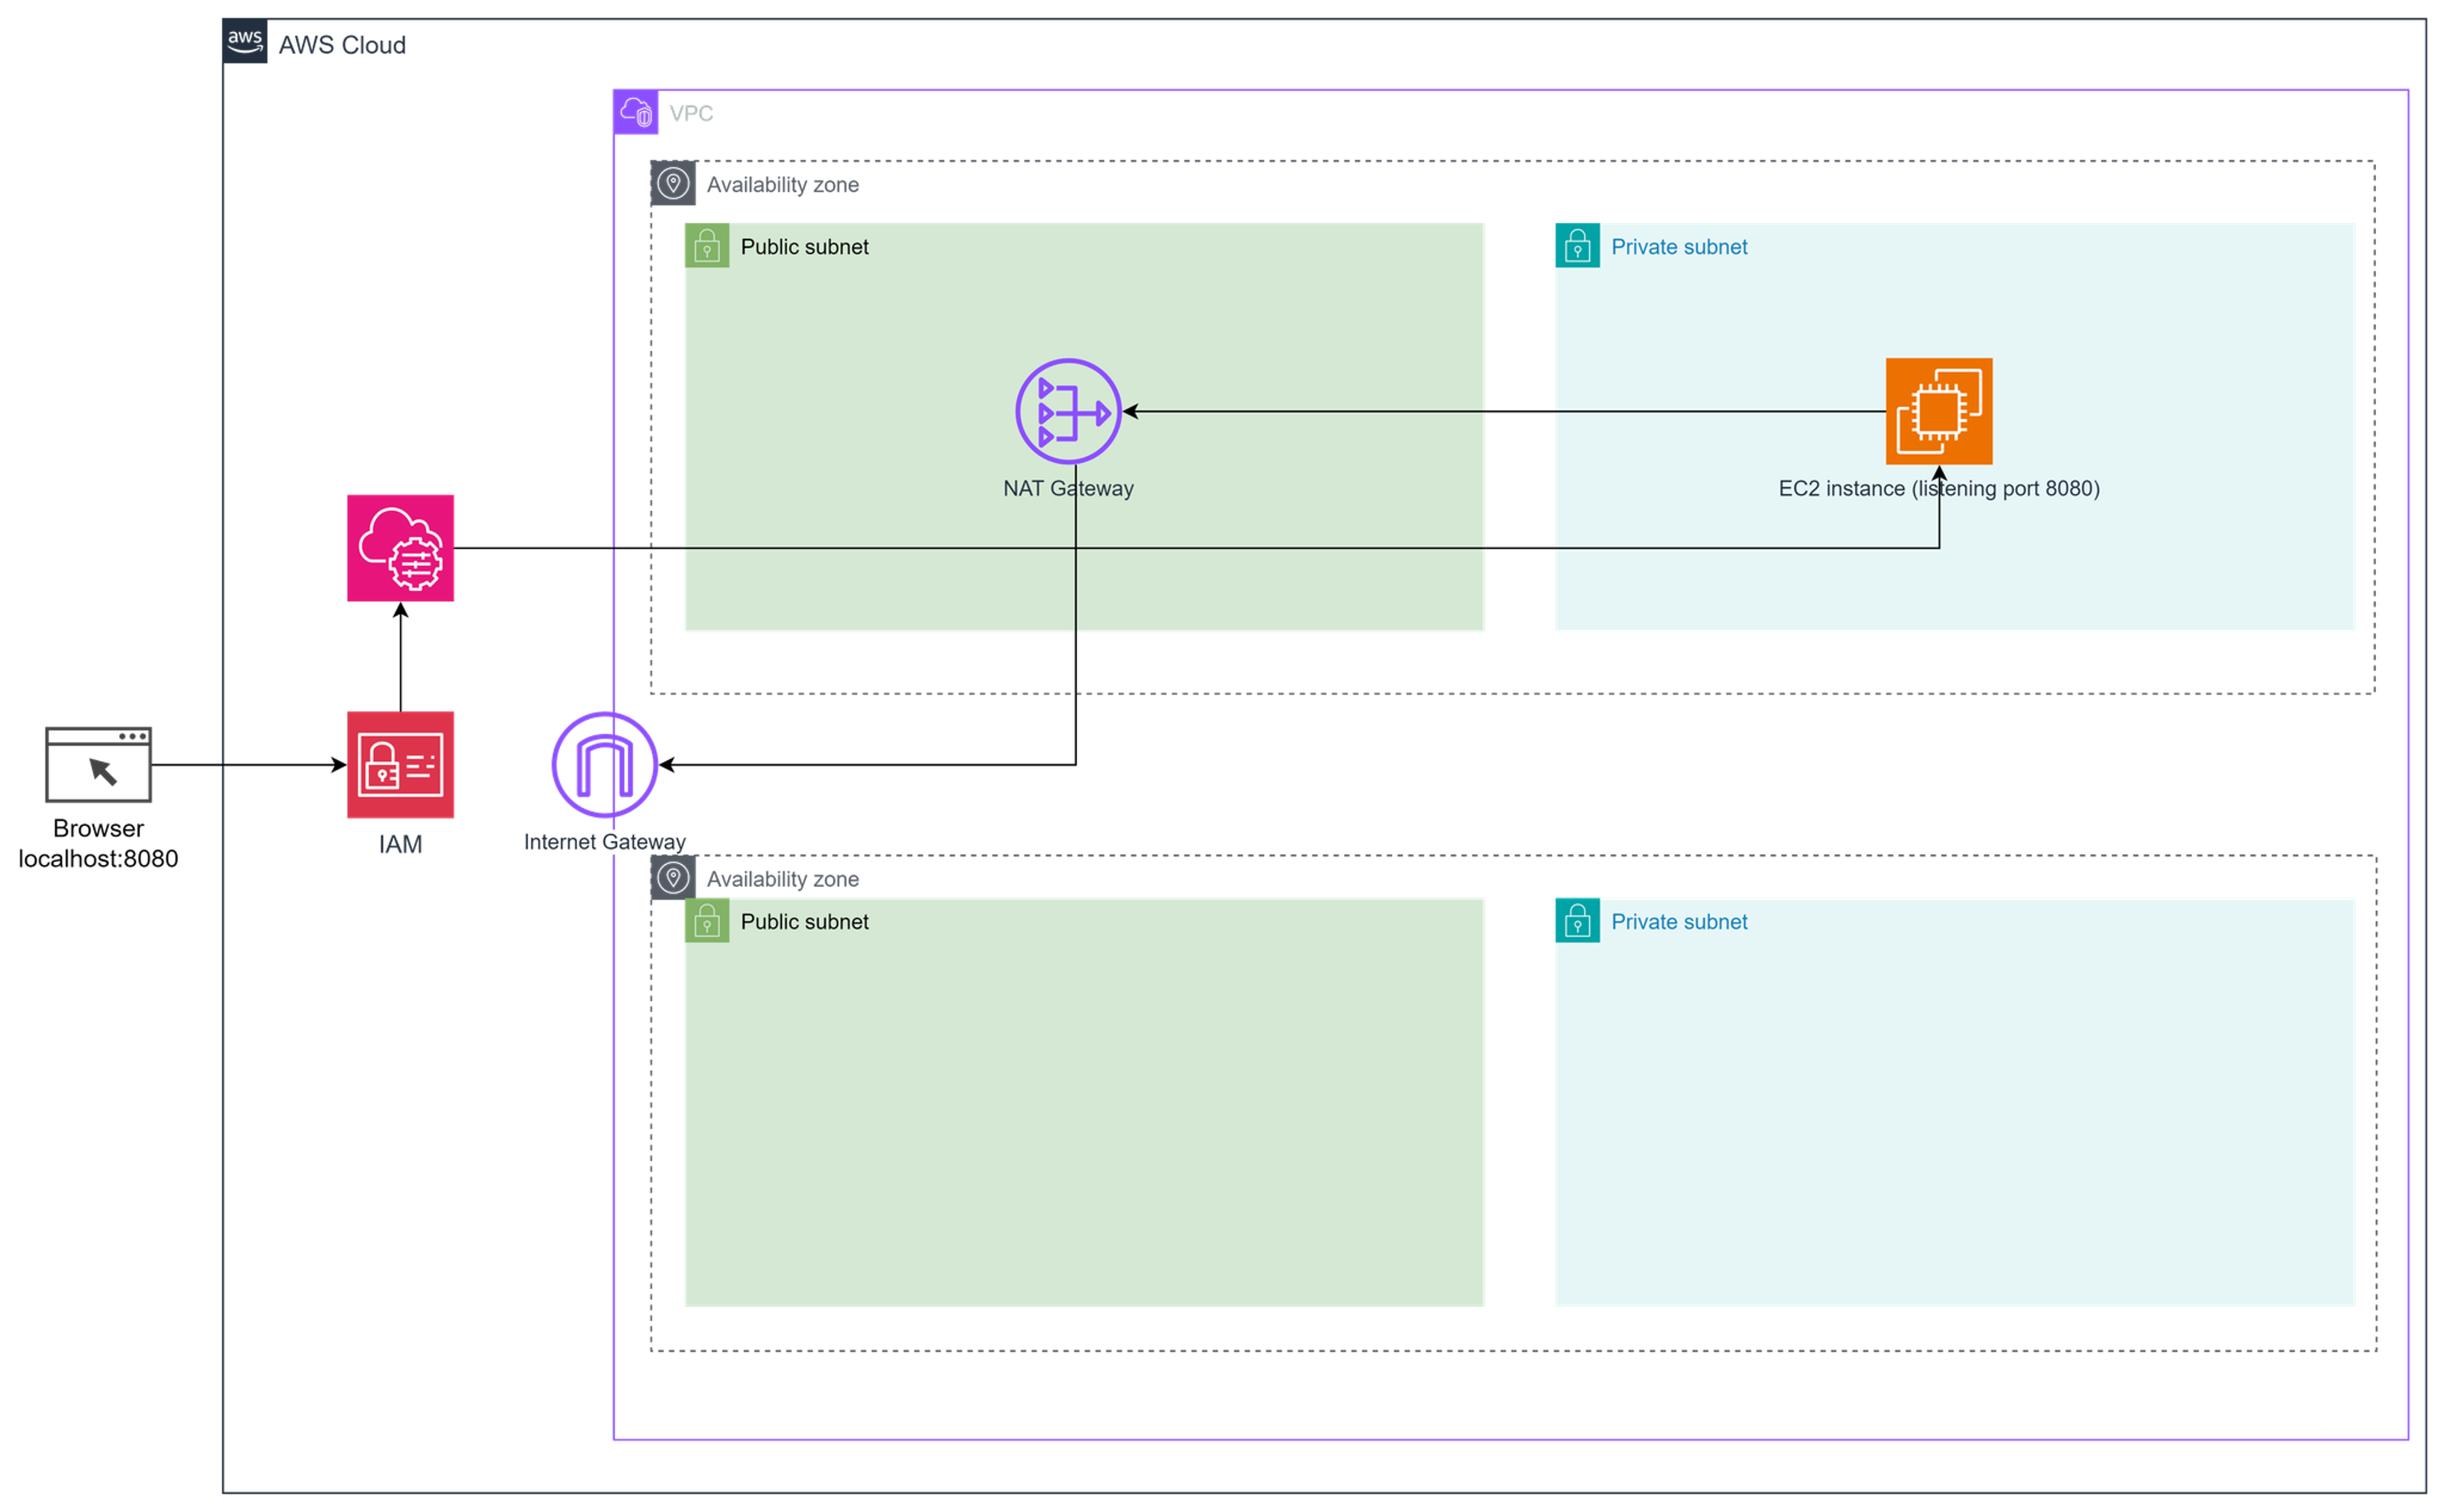 aws
AWS Cloud
VPC
Availability zone
Public subnet
Private subnet
NAT Gateway
EC2 instance (listening port 8080)
Browser
localhost:8080
IAM
Internet Gateway
Availability zone
Public subnet
Private subnet